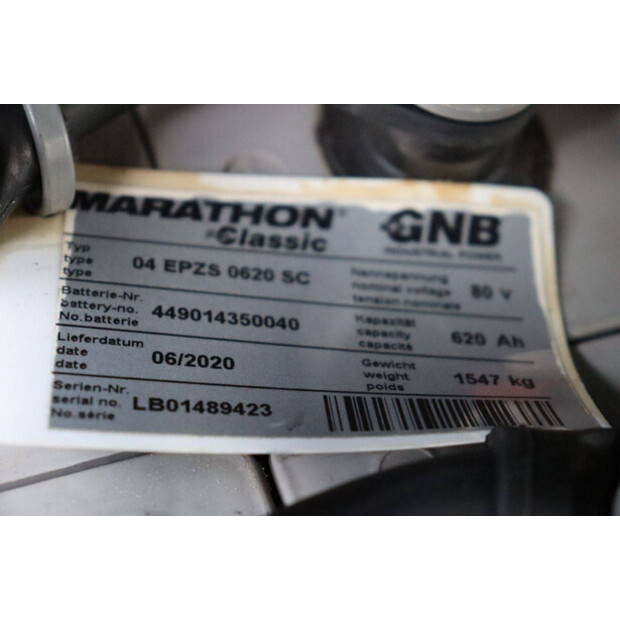 MARATHON GNB
Classic INDUSTRIAL POWER
Typ
type 04 EPZS 0620 SC
type
Nennspannung
nominal voltage 80 V
tension nominale
Batterie-Nr.
battery-no. 449014350040
No.batterie
Kapazität
capacity 620 Ah
capacité
Lieferdatum
date 06/2020
date
Gewicht
weight 1547 kg
poids
Serien-Nr.
serial no. LB01489423
No.série